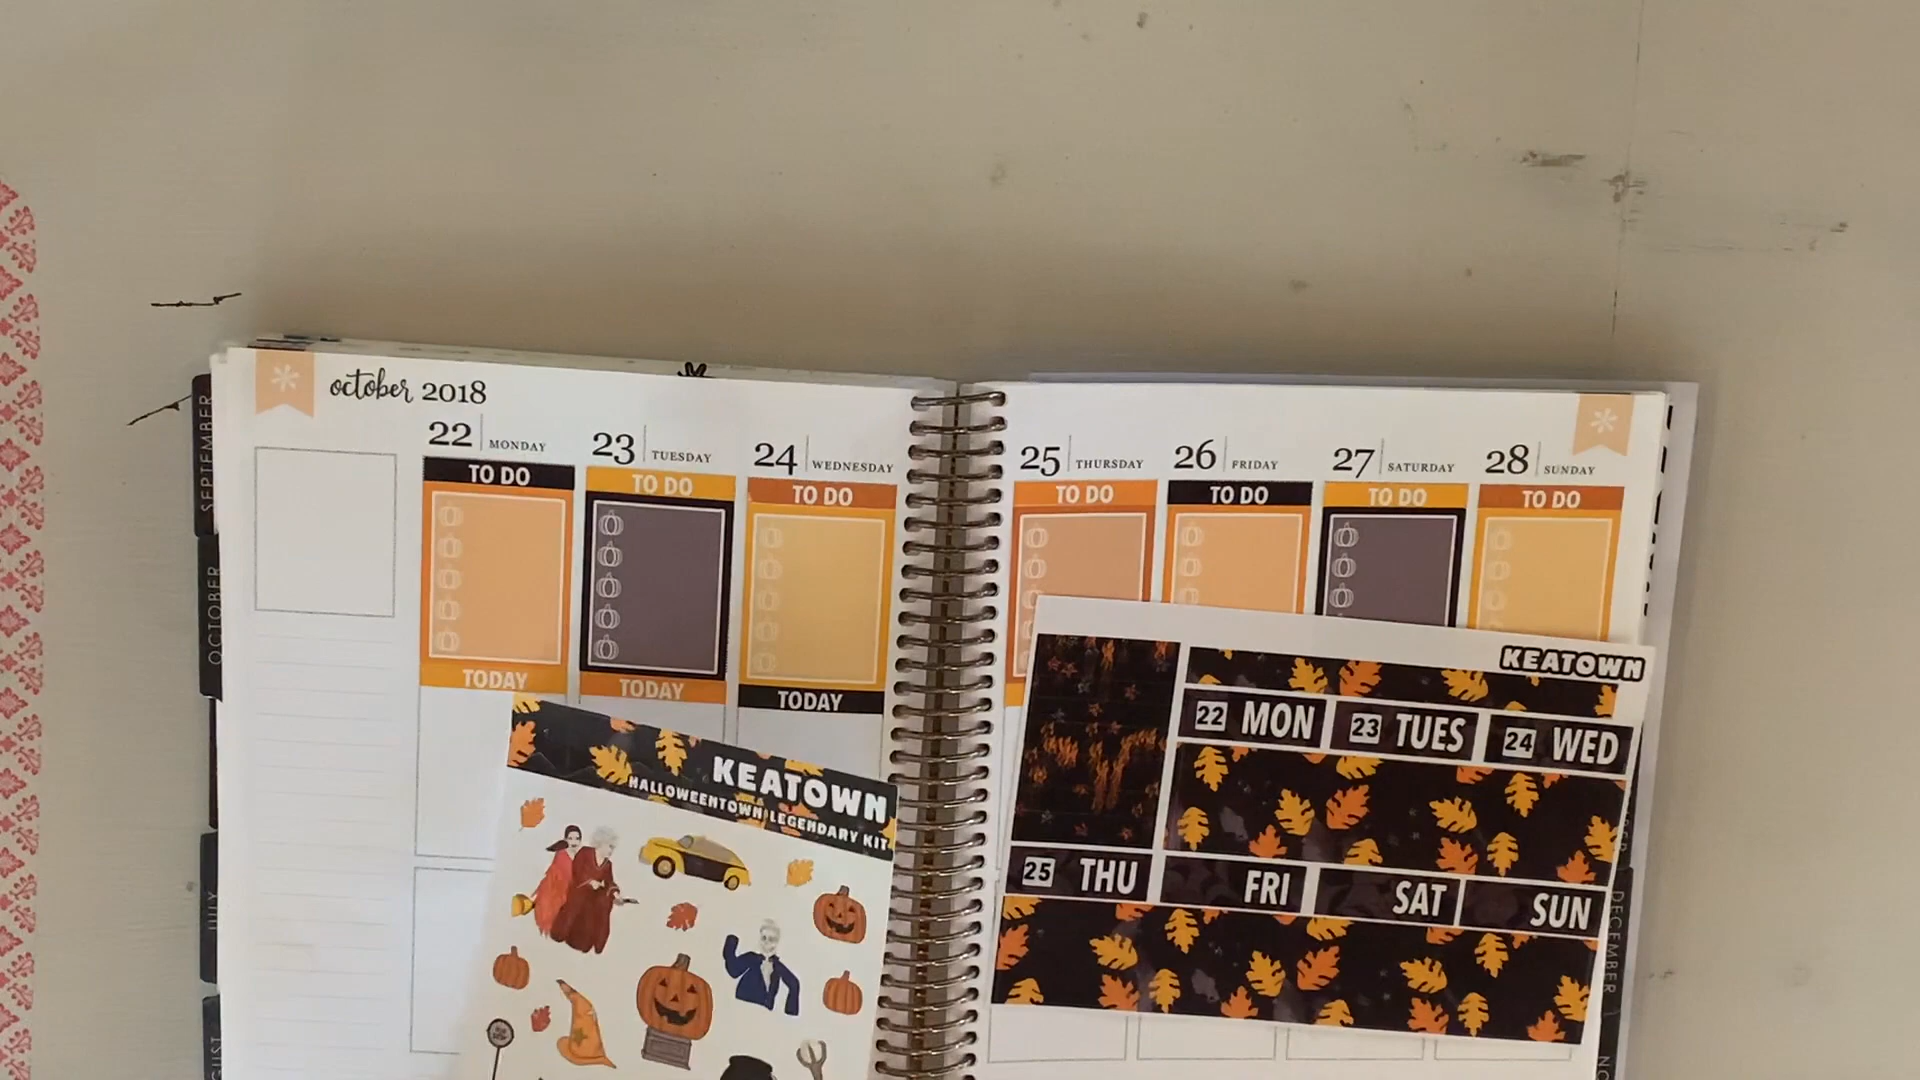 october 2018
22 MONDAY
23 TUESDAY
24 WEDNESDAY
25 THURSDAY
26 FRIDAY
27 SATURDAY
28 SUNDAY
TO DO
TO DO
TO DO
TO DO
TO DO
TO DO
TO DO
TODAY
TODAY
TODAY
KEATOWN
HALLOWEENTOWN LEGENDARY KIT
KEATOWN
22 MON
23 TUES
24 WED
25 THU
FRI
SAT
SUN
SEPTEMBER
OCTOBER
JULY
DECEMBER